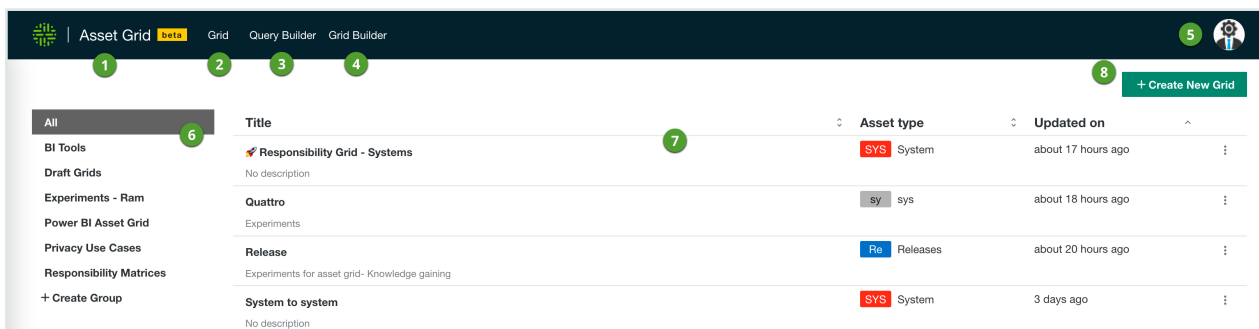 Asset Grid beta Grid Query Builder Grid Builder 5
1 2 3 4
8
+ Create New Grid
All
6
BI Tools
Draft Grids
Experiments - Ram
Power BI Asset Grid
Privacy Use Cases
Responsibility Matrices
+ Create Group
Title Asset type Updated on
7
🚀 Responsibility Grid - Systems SYS System about 17 hours ago
No description
Quattro sy sys about 18 hours ago
Experiments
Release Re Releases about 20 hours ago
Experiments for asset grid- Knowledge gaining
System to system SYS System 3 days ago
No description